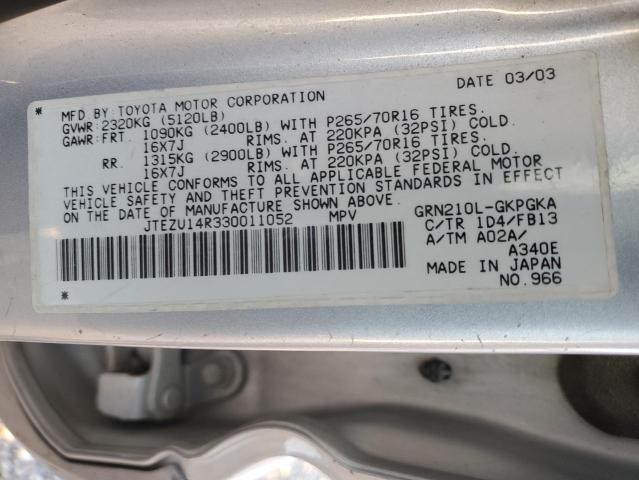 DATE 03/03
* MFD BY: TOYOTA MOTOR CORPORATION
GVWR: 2320KG (5120LB)
GAWR: FRT. 1090KG (2400LB) WITH P265/70R16 TIRES.
16X7J RIMS. AT 220KPA (32PSI) COLD.
RR. 1315KG (2900LB) WITH P265/70R16 TIRES.
16X7J RIMS. AT 220KPA (32PSI) COLD.
THIS VEHICLE CONFORMS TO ALL APPLICABLE FEDERAL MOTOR
VEHICLE SAFETY AND THEFT PREVENTION STANDARDS IN EFFECT
ON THE DATE OF MANUFACTURE SHOWN ABOVE.
JTEZU14R330011052 MPV
GRN210L-GKPGKA
C/TR 1D4/FB13
A/TM A02A/
A340E
MADE IN JAPAN
* NO.966